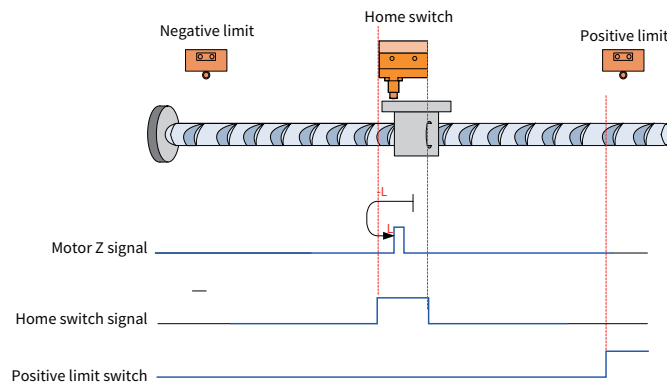 Home switch
Negative limit
Positive limit
-L
L
Motor Z signal
Home switch signal
Positive limit switch